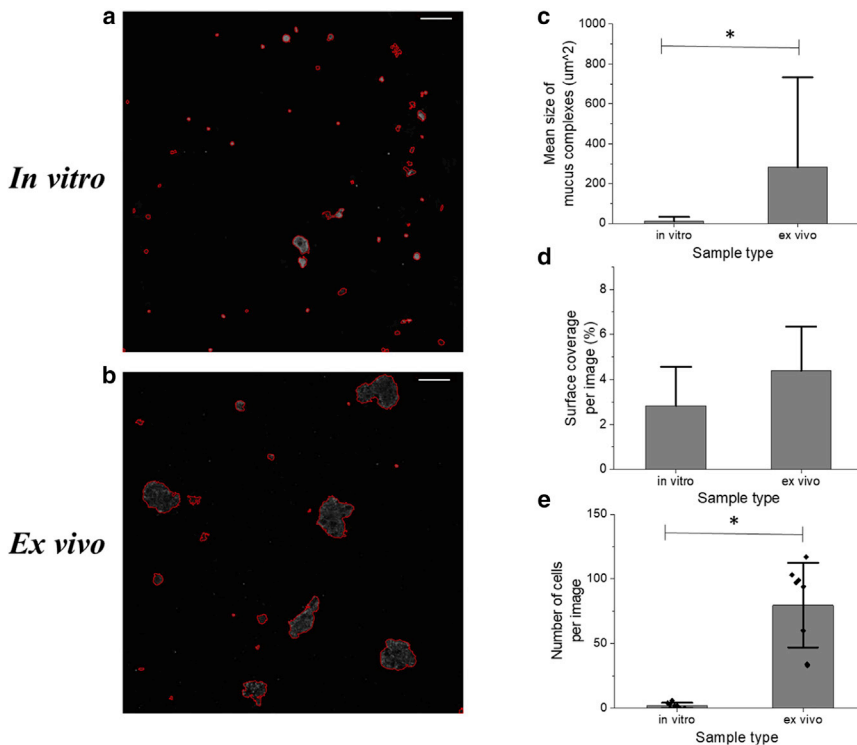 a
In vitro
b
Ex vivo
c
Mean size of
mucus complexes (um^2)
1000
800
600
400
200
0
*
in vitro
ex vivo
Sample type
d
Surface coverage
per image (%)
8
6
4
2
0
in vitro
ex vivo
Sample type
e
Number of cells
per image
150
100
50
0
*
in vitro
ex vivo
Sample type